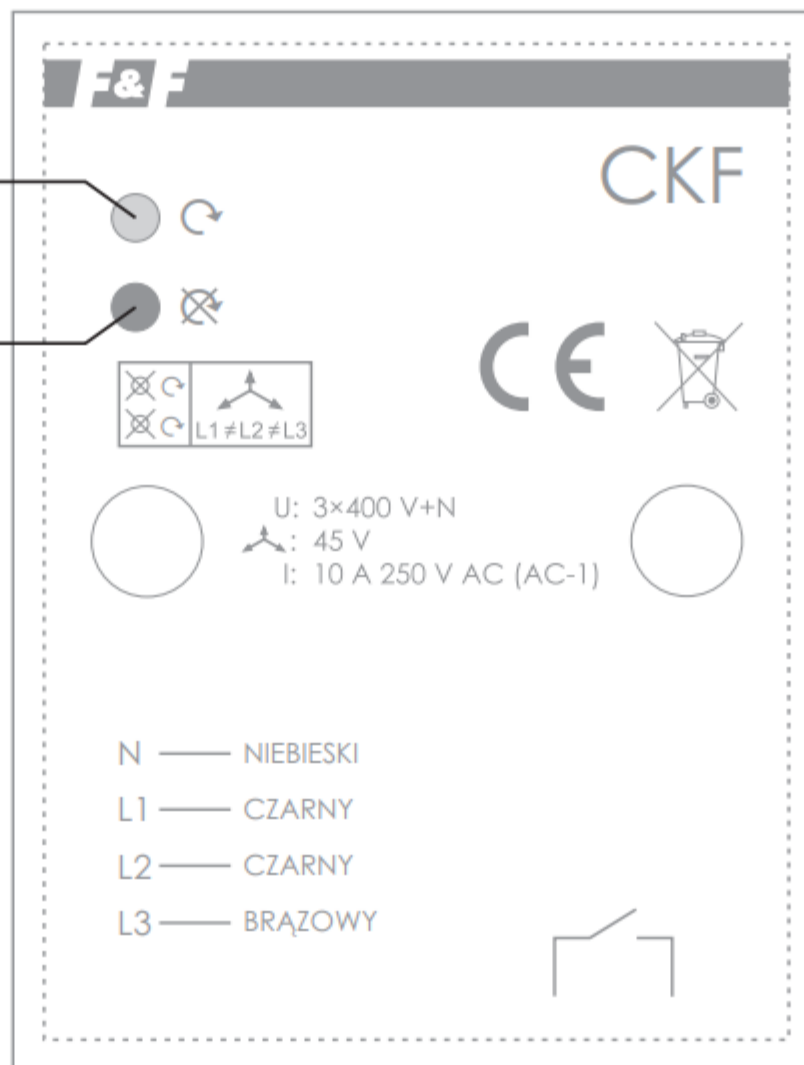 F&F
CKF
CE
L1≠L2≠L3
U: 3×400 V+N
: 45 V
I: 10 A 250 V AC (AC-1)
N NIEBIESKI
L1 CZARNY
L2 CZARNY
L3 BRĄZOWY